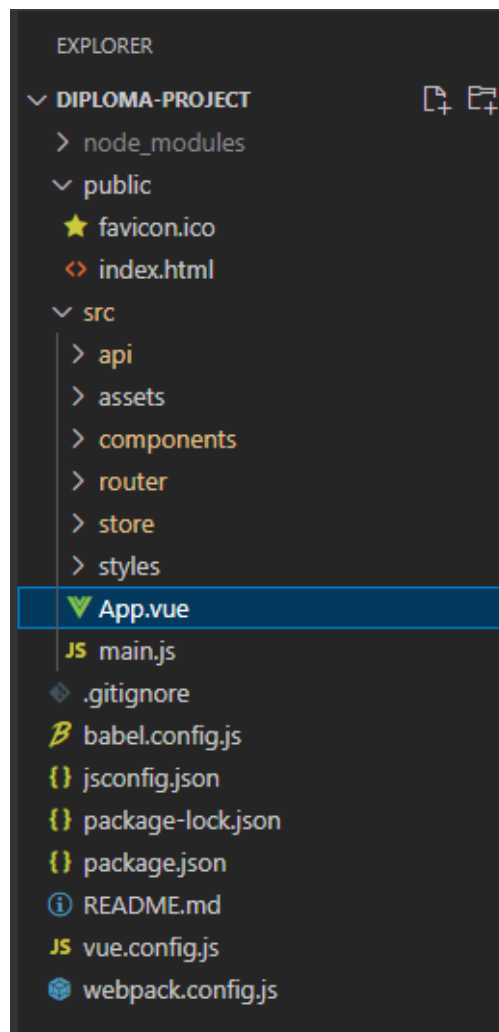 EXPLORER
DIPLOMA-PROJECT
node_modules
public
favicon.ico
index.html
src
api
assets
components
router
store
styles
App.vue
JS main.js
.gitignore
babel.config.js
{} jsconfig.json
{} package-lock.json
{} package.json
README.md
JS vue.config.js
webpack.config.js